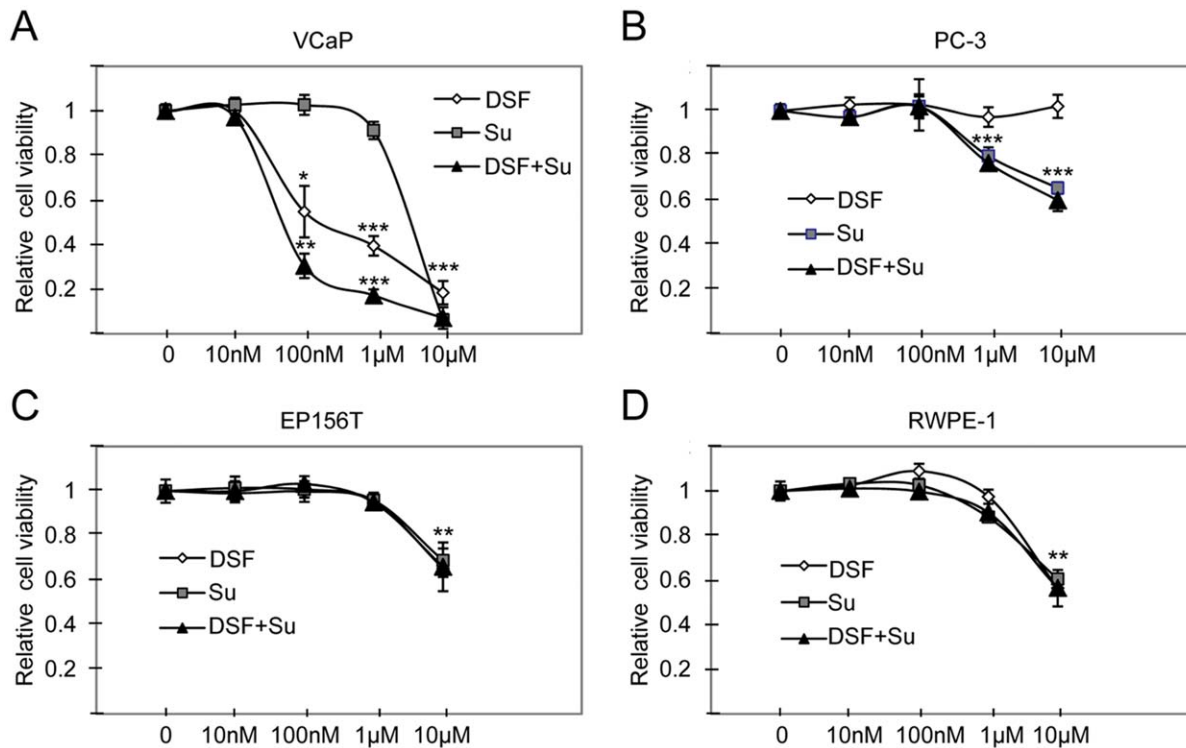 A
VCaP
Relative cell viability
1
0.8
0.6
0.4
0.2
DSF
Su
DSF+Su
*
**
***
***
***
0 10nM 100nM 1µM 10µM
B
PC-3
Relative cell viability
1
0.8
0.6
0.4
0.2
***
***
DSF
Su
DSF+Su
0 10nM 100nM 1µM 10µM
C
EP156T
Relative cell viability
1
0.8
0.6
0.4
0.2
**
DSF
Su
DSF+Su
0 10nM 100nM 1µM 10µM
D
RWPE-1
Relative cell viability
1
0.8
0.6
0.4
0.2
**
DSF
Su
DSF+Su
0 10nM 100nM 1µM 10µM